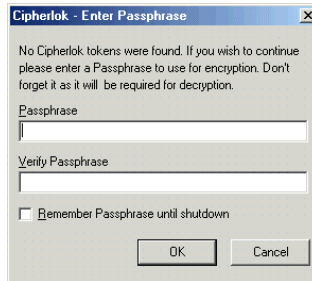 Cipherlok - Enter Passphrase
No Cipherlok tokens were found. If you wish to continue
please enter a Passphrase to use for encryption. Don't
forget it as it will be required for decryption.
Passphrase
Verify Passphrase
Remember Passphrase until shutdown
OK Cancel